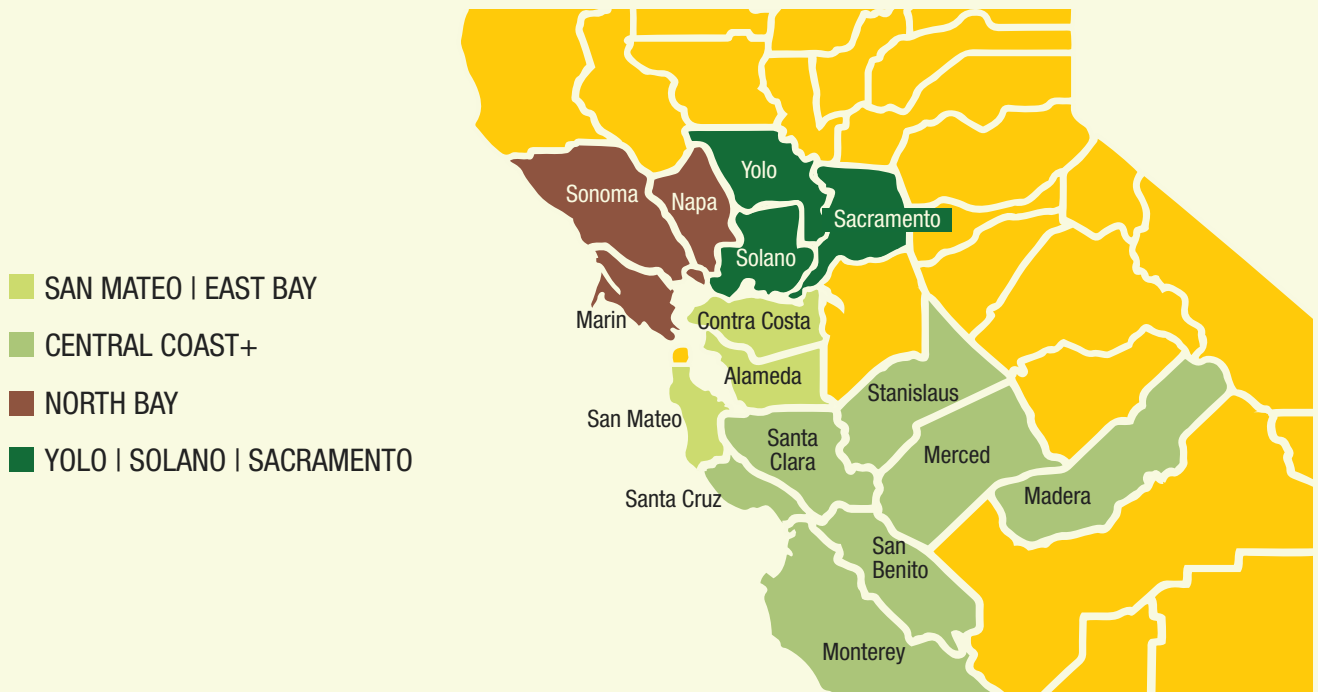 SAN MATEO | EAST BAY
CENTRAL COAST+
NORTH BAY
YOLO | SOLANO | SACRAMENTO
Yolo
Sonoma
Napa
Sacramento
Solano
Marin
Contra Costa
Alameda
Stanislaus
San Mateo
Santa
Clara
Merced
Santa Cruz
Madera
San
Benito
Monterey